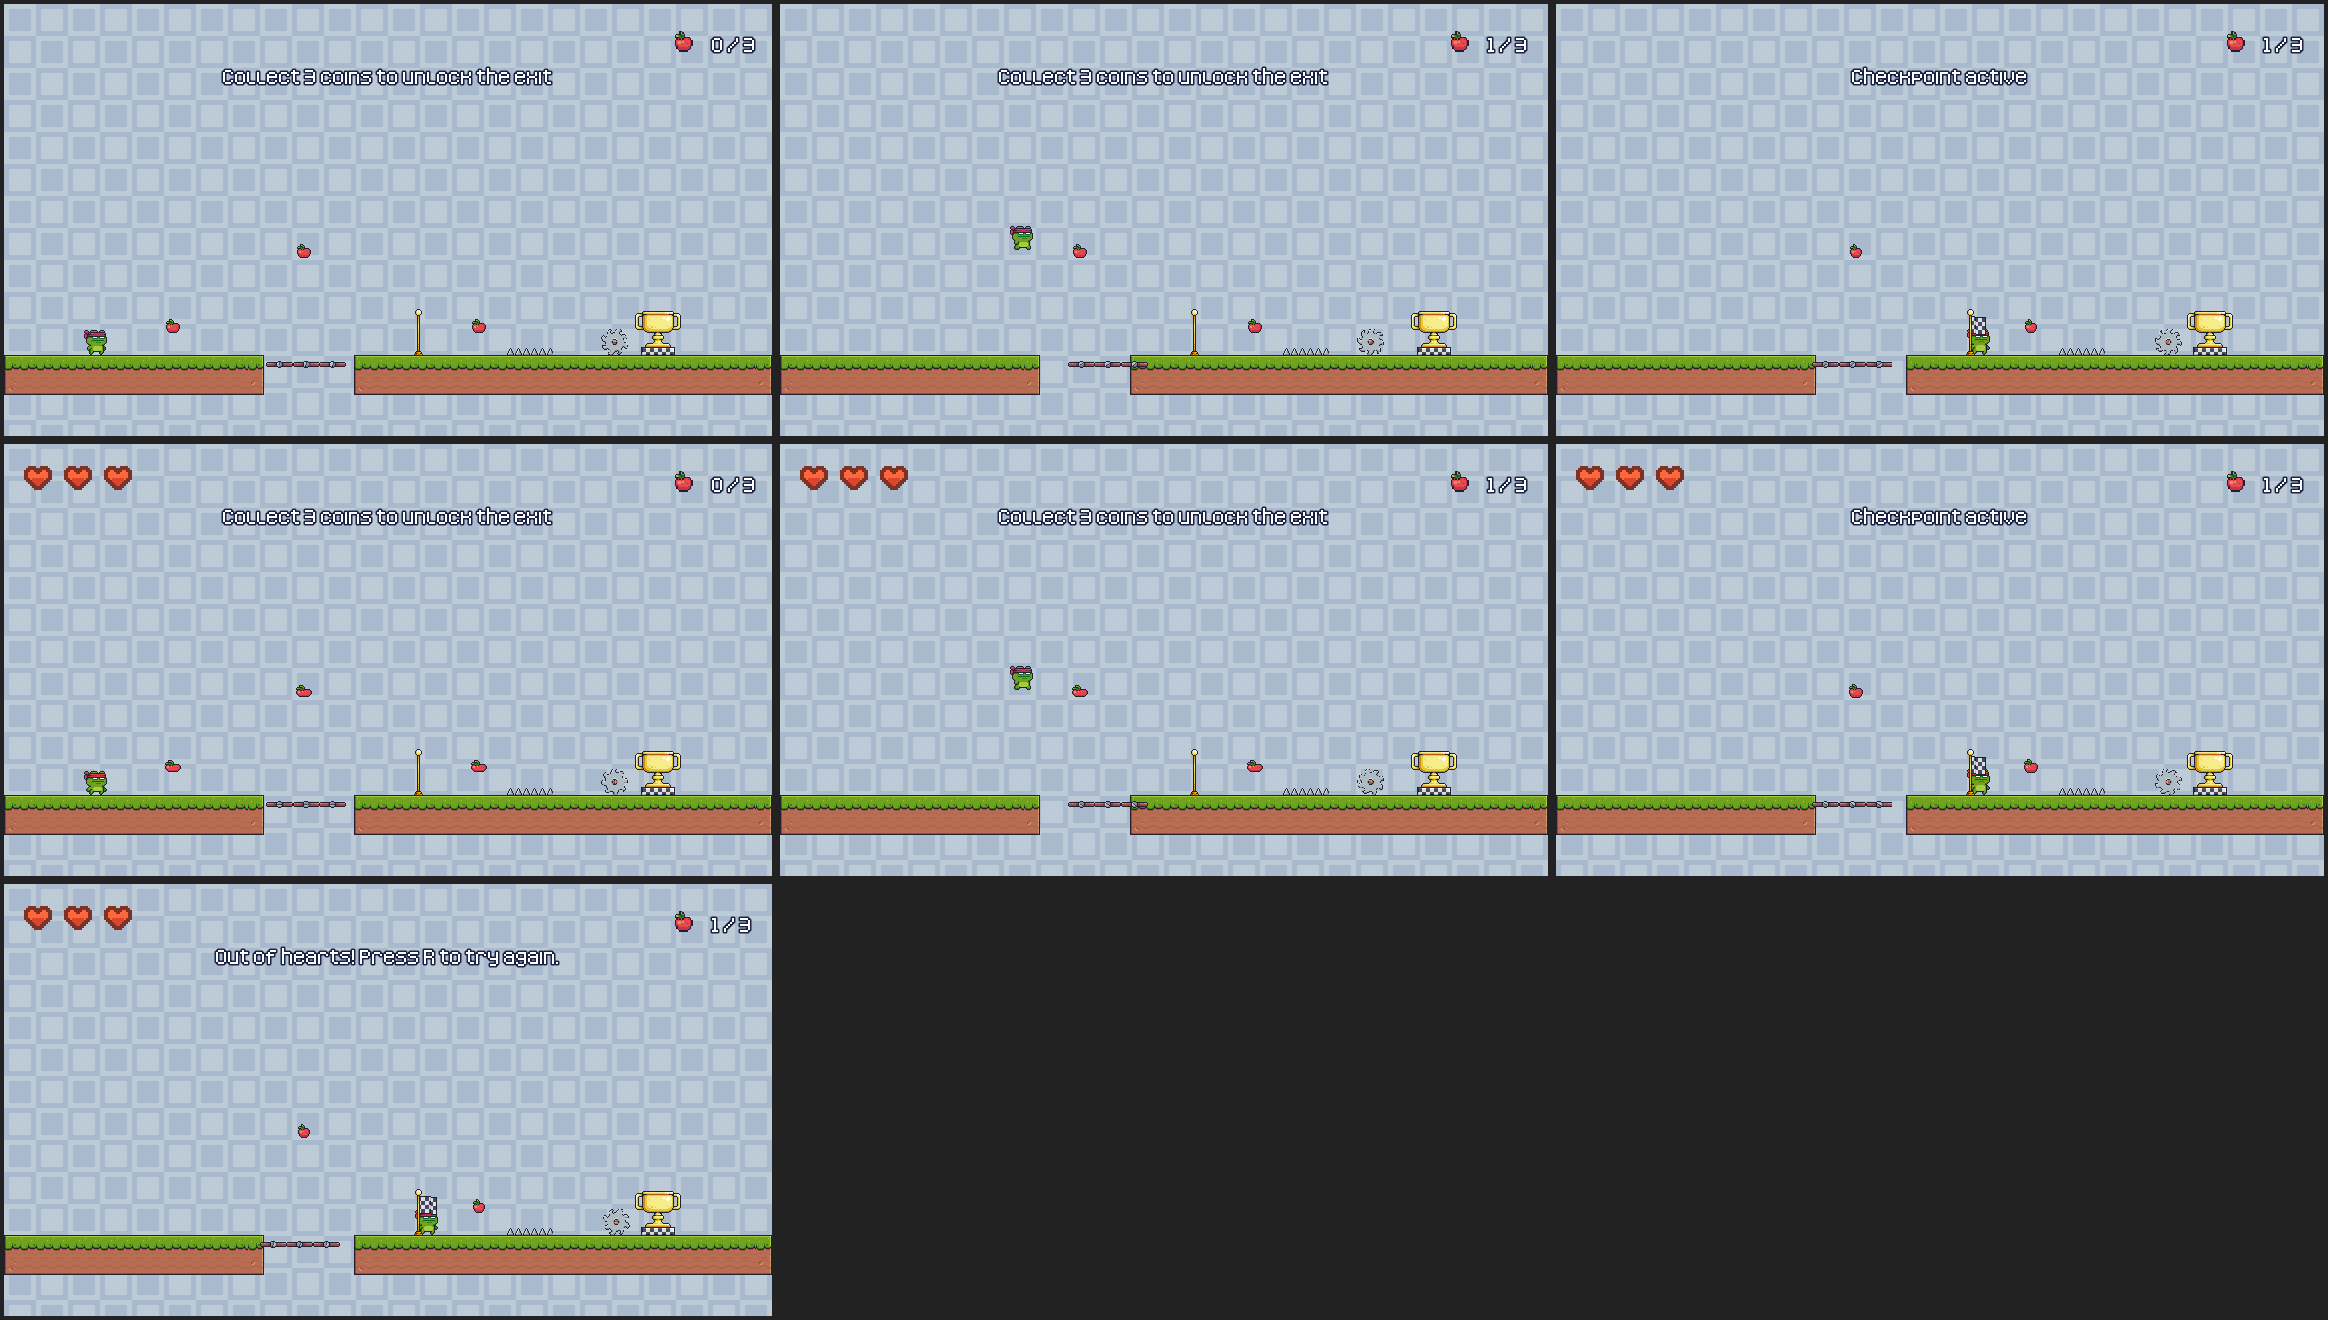 0/3
Collect 3 coins to unlock the exit
1/3
Collect 3 coins to unlock the exit
1/3
Checkpoint active
0/3
Collect 3 coins to unlock the exit
1/3
Collect 3 coins to unlock the exit
1/3
Checkpoint active
1/3
Out of hearts! Press R to try again.